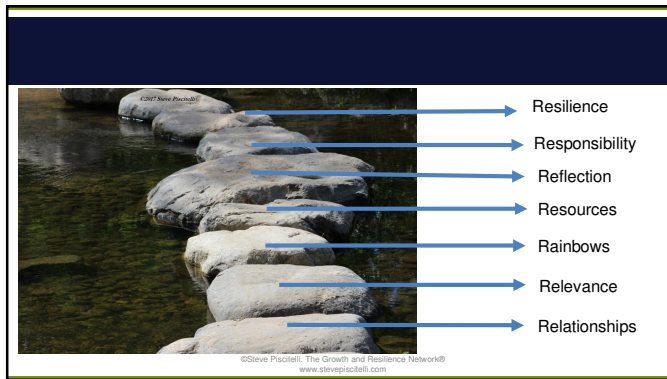 ©2017 Steve Piscitelli
Resilience
Responsibility
Reflection
Resources
Rainbows
Relevance
Relationships
©Steve Piscitelli. The Growth and Resilience Network®
www.stevepiscitelli.com